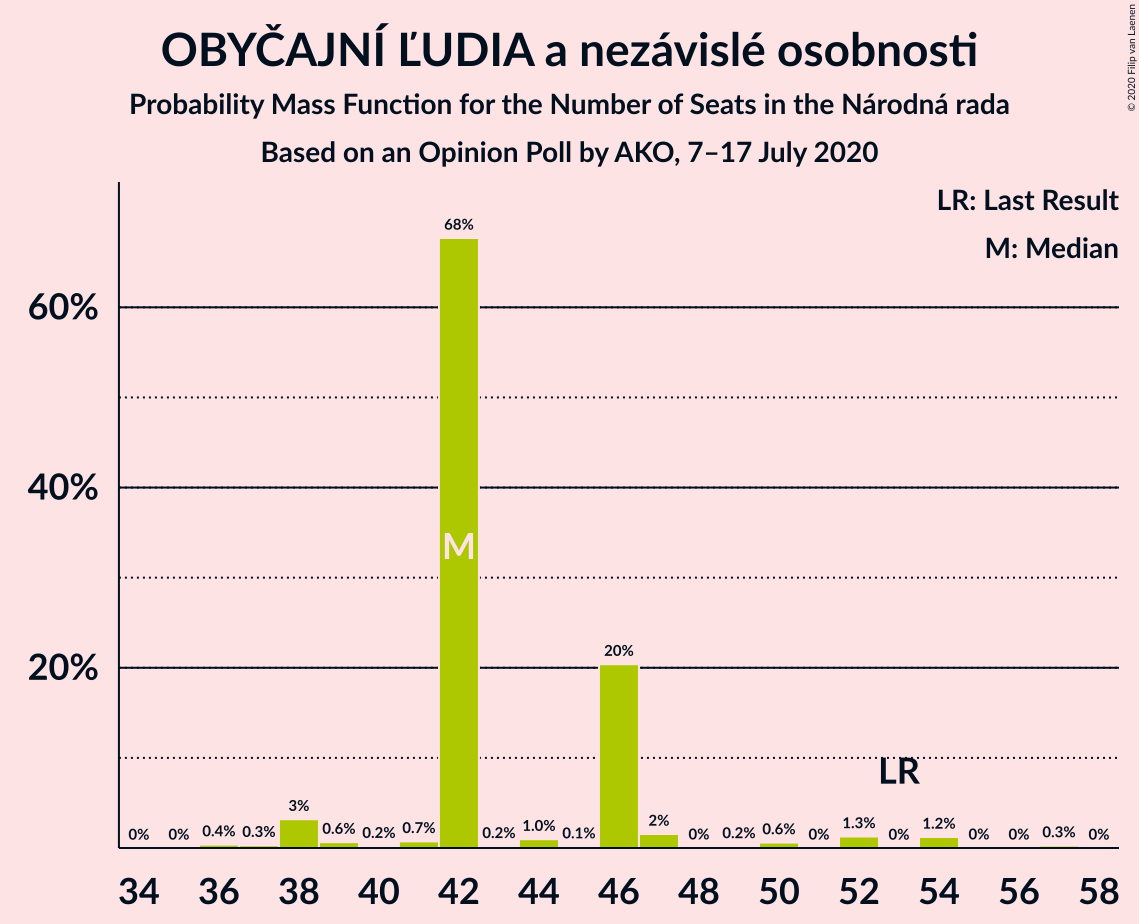 OBYČAJNÍ ĽUDIA a nezávislé osobnosti
Probability Mass Function for the Number of Seats in the Národná rada
Based on an Opinion Poll by AKO, 7–17 July 2020
© 2020 Filip van Laenen
LR: Last Result
M: Median
60%
40%
20%
0% 0% 0.4% 0.3% 3% 0.6% 0.2% 0.7% 68% 0.2% 1.0% 0.1% 20% 2% 0% 0.2% 0.6% 0% 1.3% 0% 1.2% 0% 0% 0.3% 0%
M
LR
34 36 38 40 42 44 46 48 50 52 54 56 58